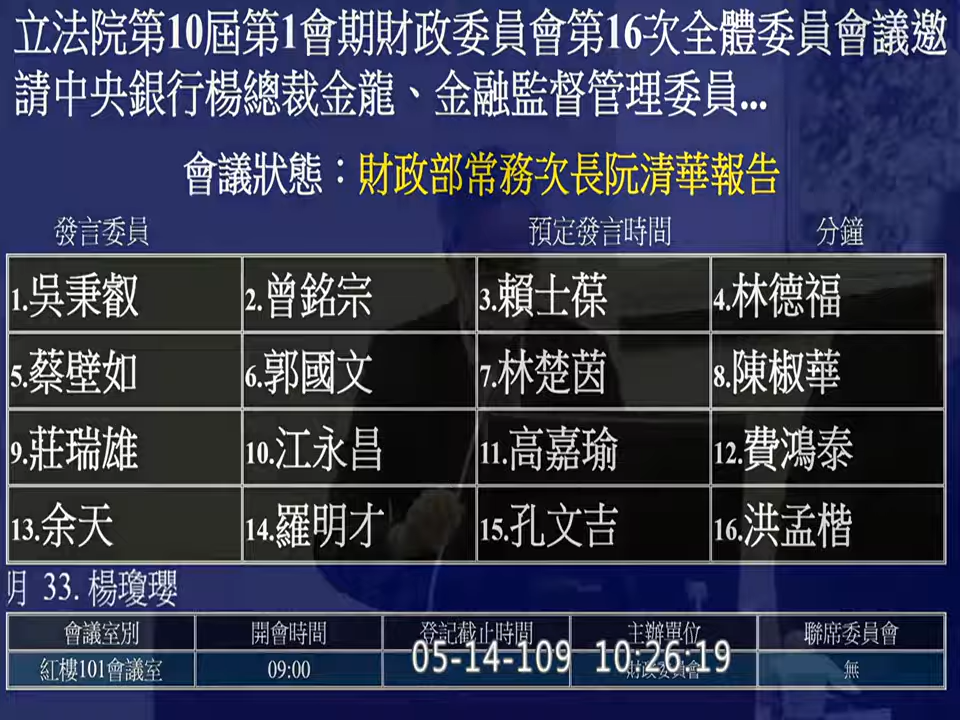 立法院第10屆第1會期財政委員會第16次全體委員會議邀
請中央銀行楊總裁金龍、金融監督管理委員...
會議狀態：財政部常務次長阮清華報告
發言委員 預定發言時間 分鐘
1.吳秉叡 2.曾銘宗 3.賴士葆 4.林德福
5.蔡壁如 6.郭國文 7.林楚茵 8.陳椒華
9.莊瑞雄 10.江永昌 11.高嘉瑜 12.費鴻泰
13.余天 14.羅明才 15.孔文吉 16.洪孟楷
33. 楊瓊瓔
會議室別 開會時間 登記截止時間 主辦單位 聯席委員會
紅樓101會議室 09:00 財政委員會 無
05-14-109 10:26:19